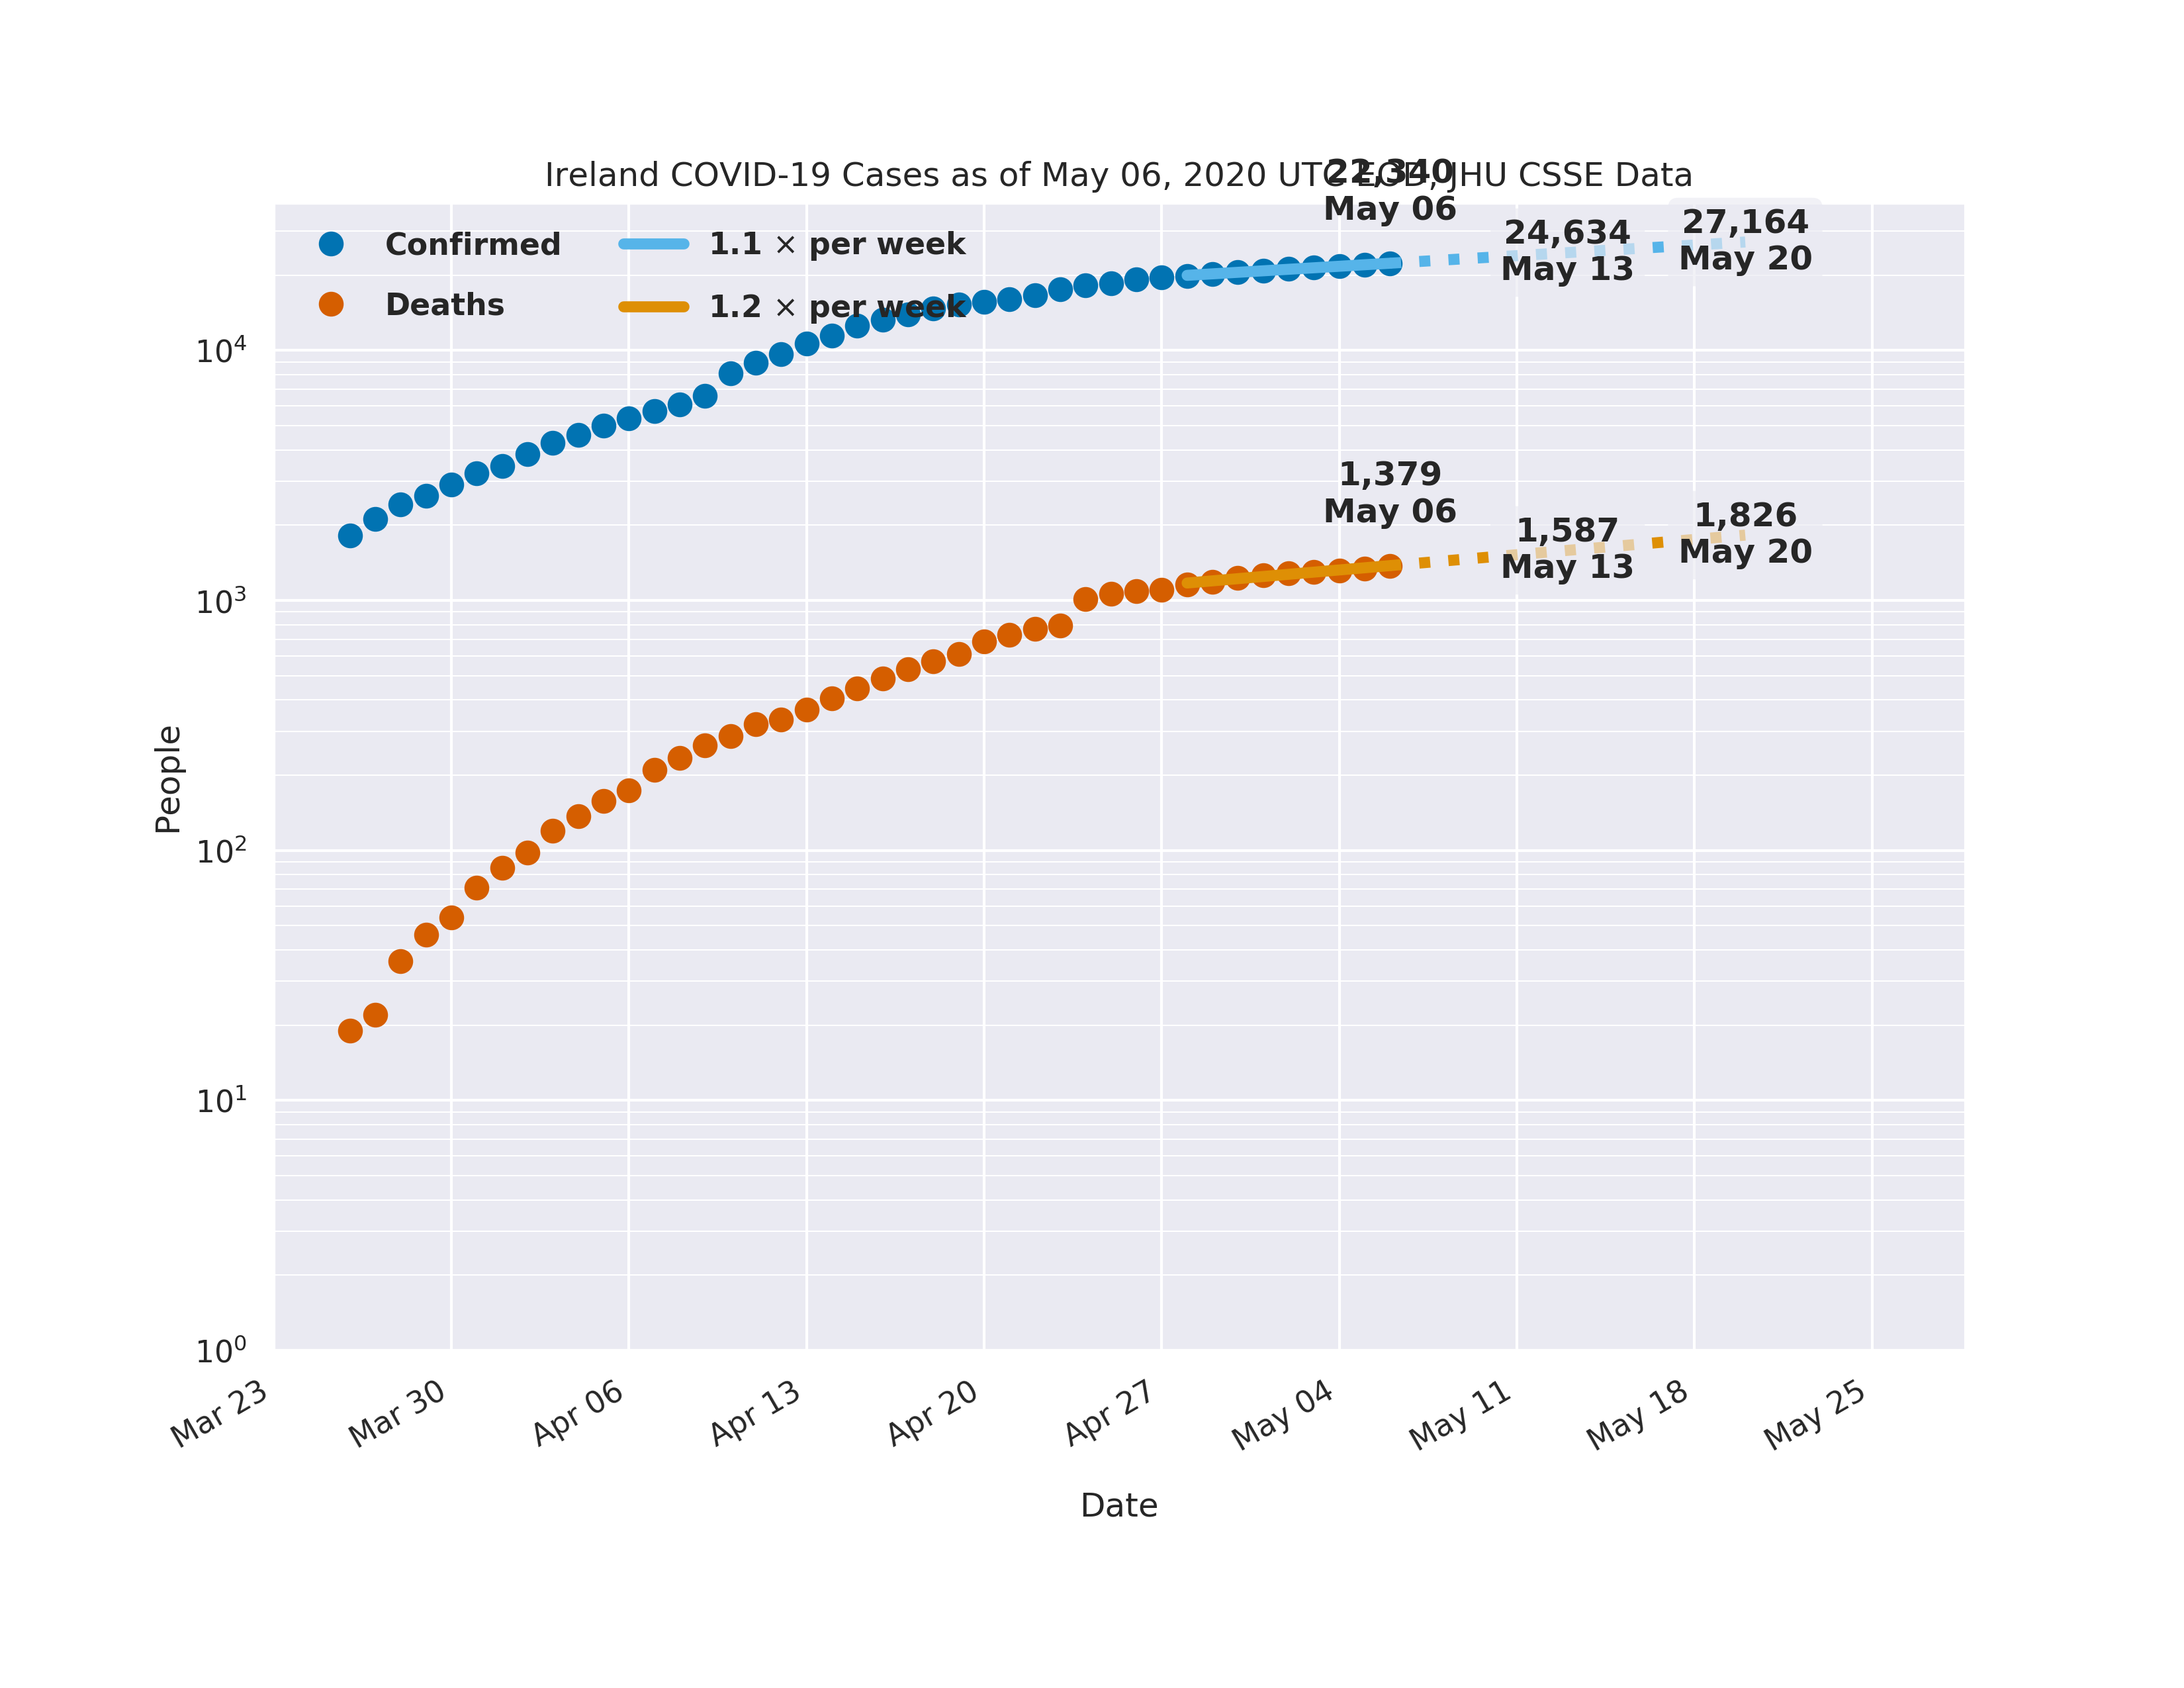 Ireland COVID-19 Cases as of May 06, 2020 UTC EOD, JHU CSSE Data
22,340
May 06
24,634
May 13
27,164
May 20
Confirmed
Deaths
1.1 × per week
1.2 × per week
1,379
May 06
1,587
May 13
1,826
May 20
People
10⁴
10³
10²
10¹
10⁰
Mar 23
Mar 30
Apr 06
Apr 13
Apr 20
Apr 27
May 04
May 11
May 18
May 25
Date